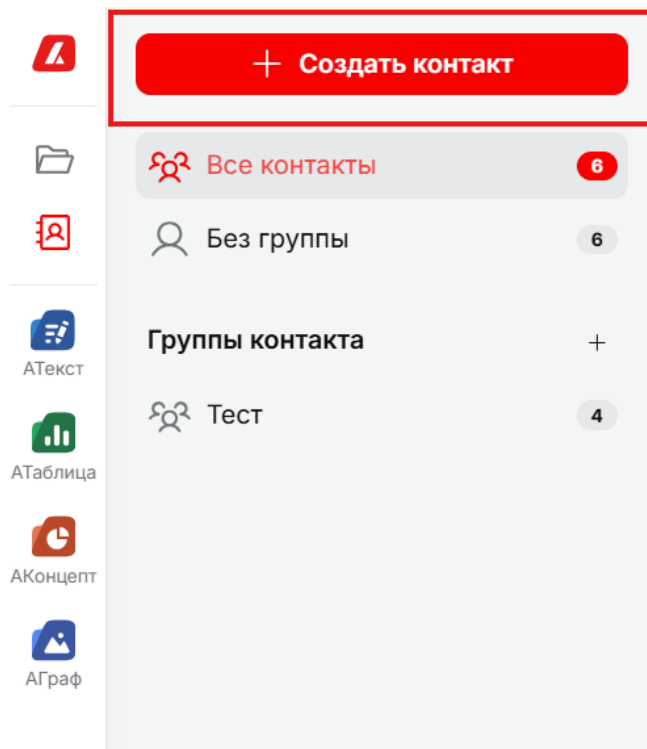 Создать контакт
Все контакты 6
Без группы 6
Группы контакта +
Тест 4
АТекст
АТаблица
АКонцепт
АГраф